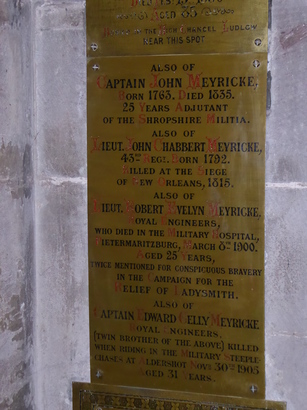 AGED 33
NEAR THIS SPOT
ALSO OF
CAPTAIN JOHN MEYRICKE,
BORN 1763. DIED 1835.
25 YEARS ADJUTANT
OF THE SHROPSHIRE MILITIA.
ALSO OF
LIEUT. JOHN CHABBERT MEYRICKE,
43RD REGT. BORN 1792.
KILLED AT THE SIEGE
OF NEW ORLEANS, 1815.
ALSO OF
LIEUT. ROBERT EVELYN MEYRICKE,
ROYAL ENGINEERS,
WHO DIED IN THE MILITARY HOSPITAL,
PIETERMARITZBURG, MARCH 6TH 1900.
AGED 25 YEARS,
TWICE MENTIONED FOR CONSPICUOUS BRAVERY
IN THE CAMPAIGN FOR THE
RELIEF OF LADYSMITH.
ALSO OF
CAPTAIN EDWARD GELLY MEYRICKE
ROYAL ENGINEERS,
(TWIN BROTHER OF THE ABOVE) KILLED
WHEN RIDING IN THE MILITARY STEEPLE
CHASES AT ALDERSHOT NOVR 30TH 1905
AGED 31 YEARS.